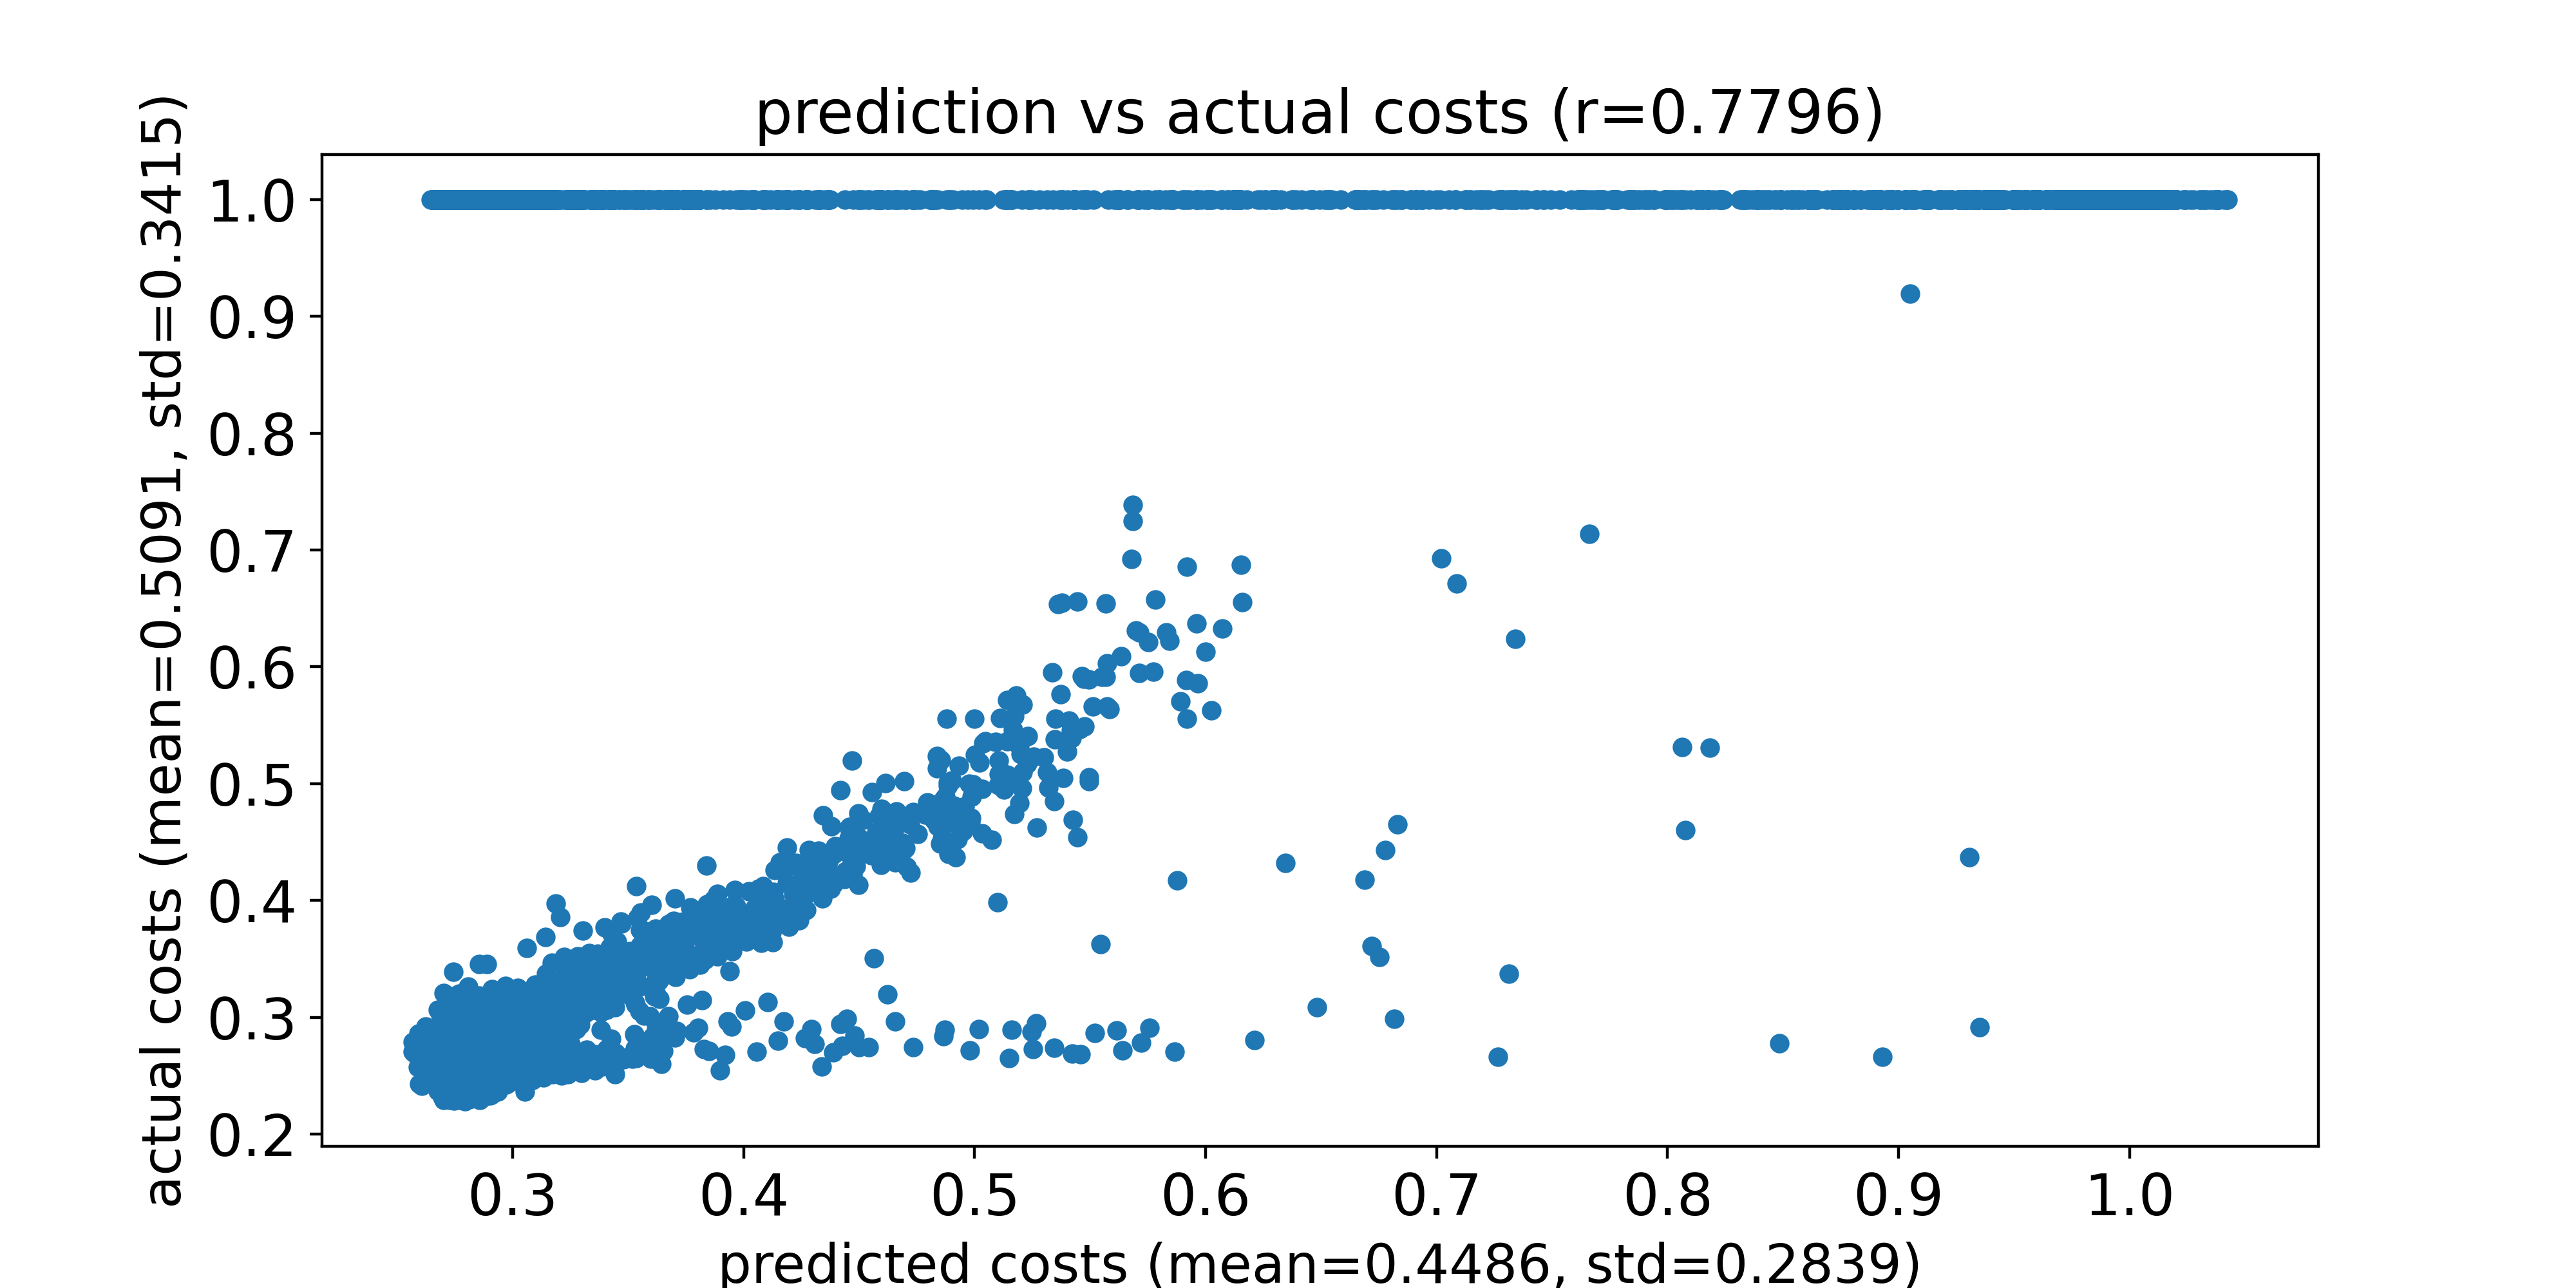 prediction vs actual costs (r=0.7796)
actual costs (mean=0.5091, std=0.3415)
1.0
0.9
0.8
0.7
0.6
0.5
0.4
0.3
0.2
0.3 0.4 0.5 0.6 0.7 0.8 0.9 1.0
predicted costs (mean=0.4486, std=0.2839)